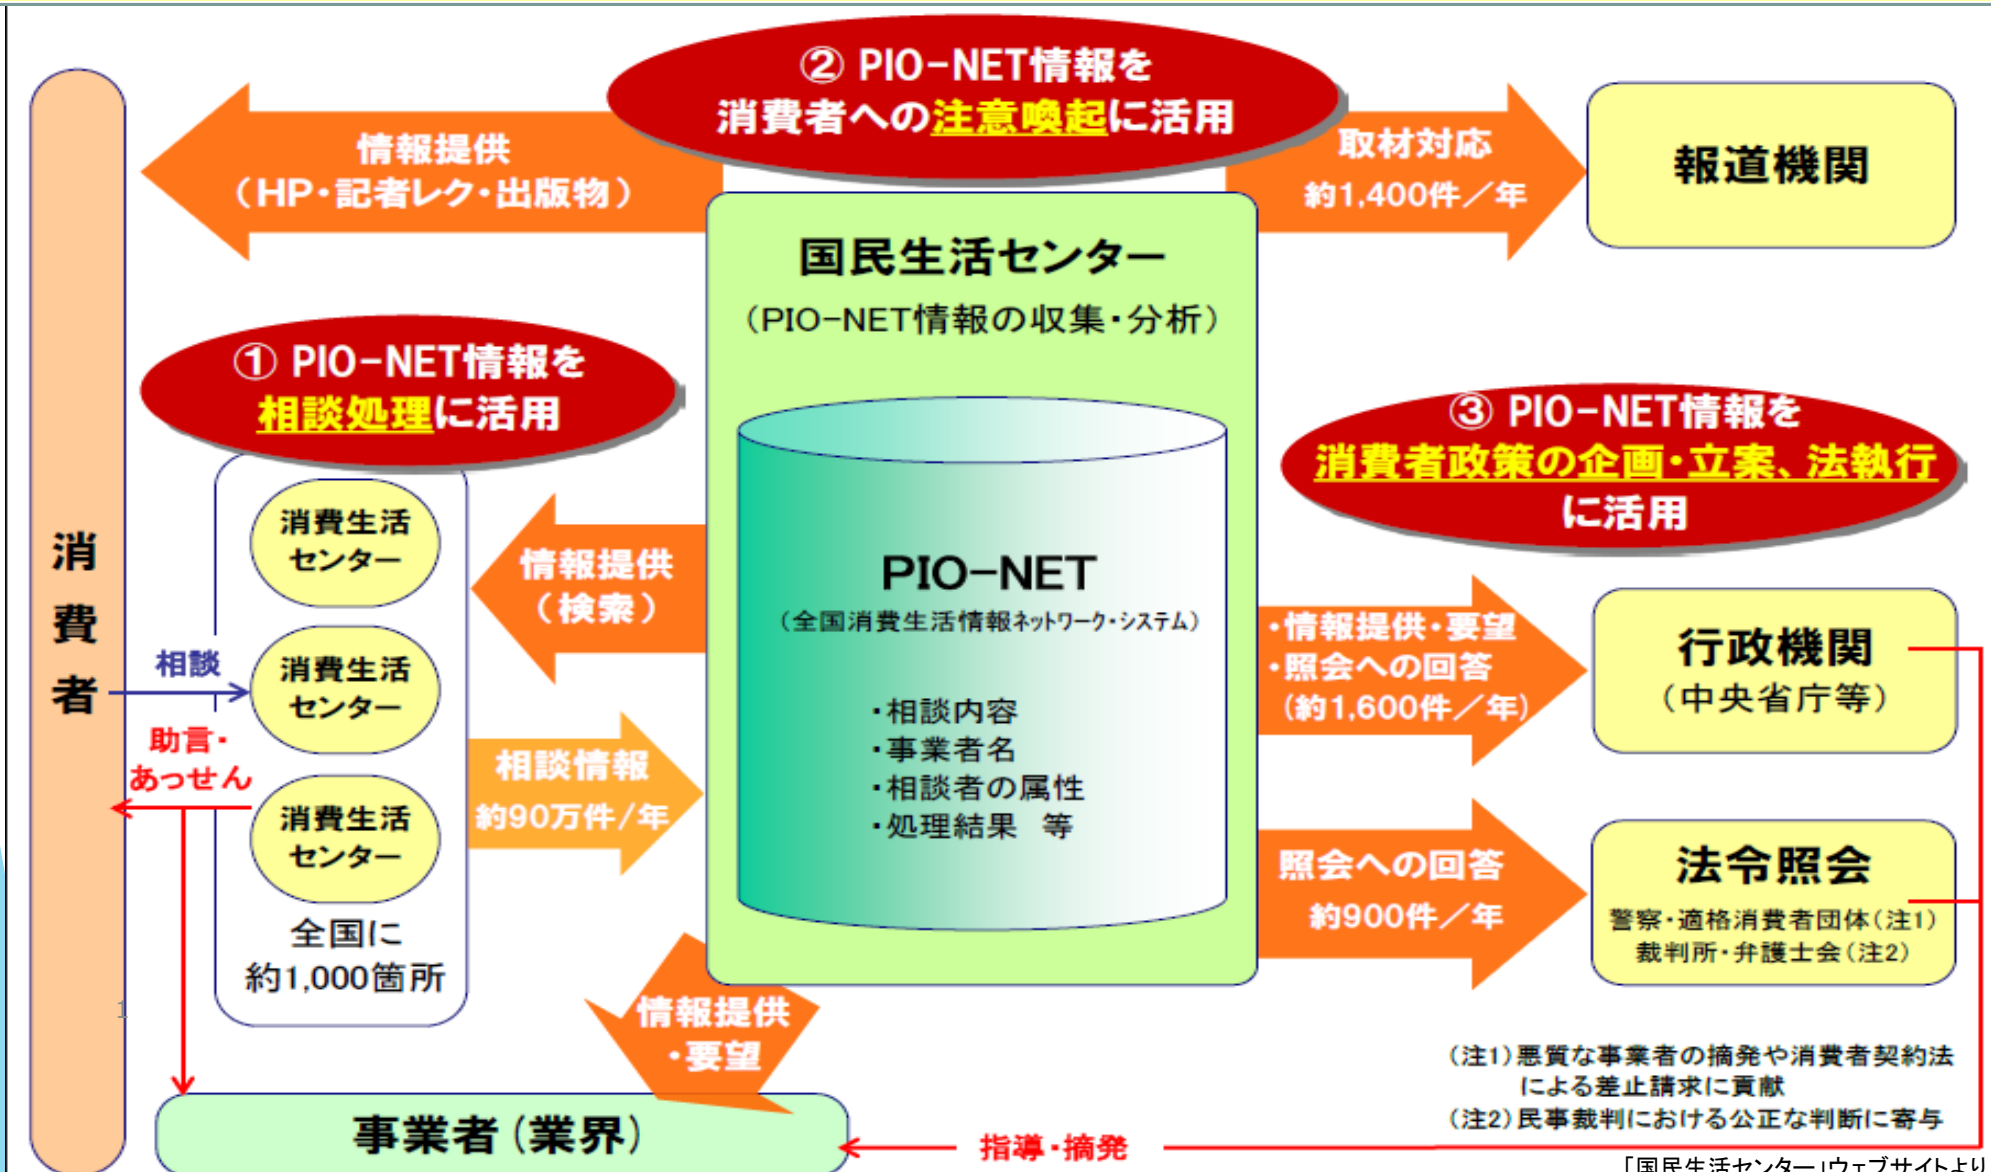 ② PIO-NET情報を
消費者への注意喚起に活用
情報提供
（HP・記者レク・出版物）
取材対応
約1,400件／年
報道機関
国民生活センター
（PIO-NET情報の収集・分析）
① PIO-NET情報を
相談処理に活用
③ PIO-NET情報を
消費者政策の企画・立案、法執行
に活用
消費者
消費生活
センター
消費生活
センター
消費生活
センター
全国に
約1,000箇所
相談
助言・
あっせん
情報提供
（検索）
相談情報
約90万件/年
PIO-NET
（全国消費生活情報ネットワーク・システム）
・相談内容
・事業者名
・相談者の属性
・処理結果　等
・情報提供・要望
・照会への回答
(約1,600件／年)
行政機関
（中央省庁等）
照会への回答
約900件／年
法令照会
警察・適格消費者団体（注1）
裁判所・弁護士会（注2）
1
情報提供
・要望
事業者（業界）
指導・摘発
（注1）悪質な事業者の摘発や消費者契約法
による差止請求に貢献
（注2）民事裁判における公正な判断に寄与
「国民生活センター」ウェブサイトより